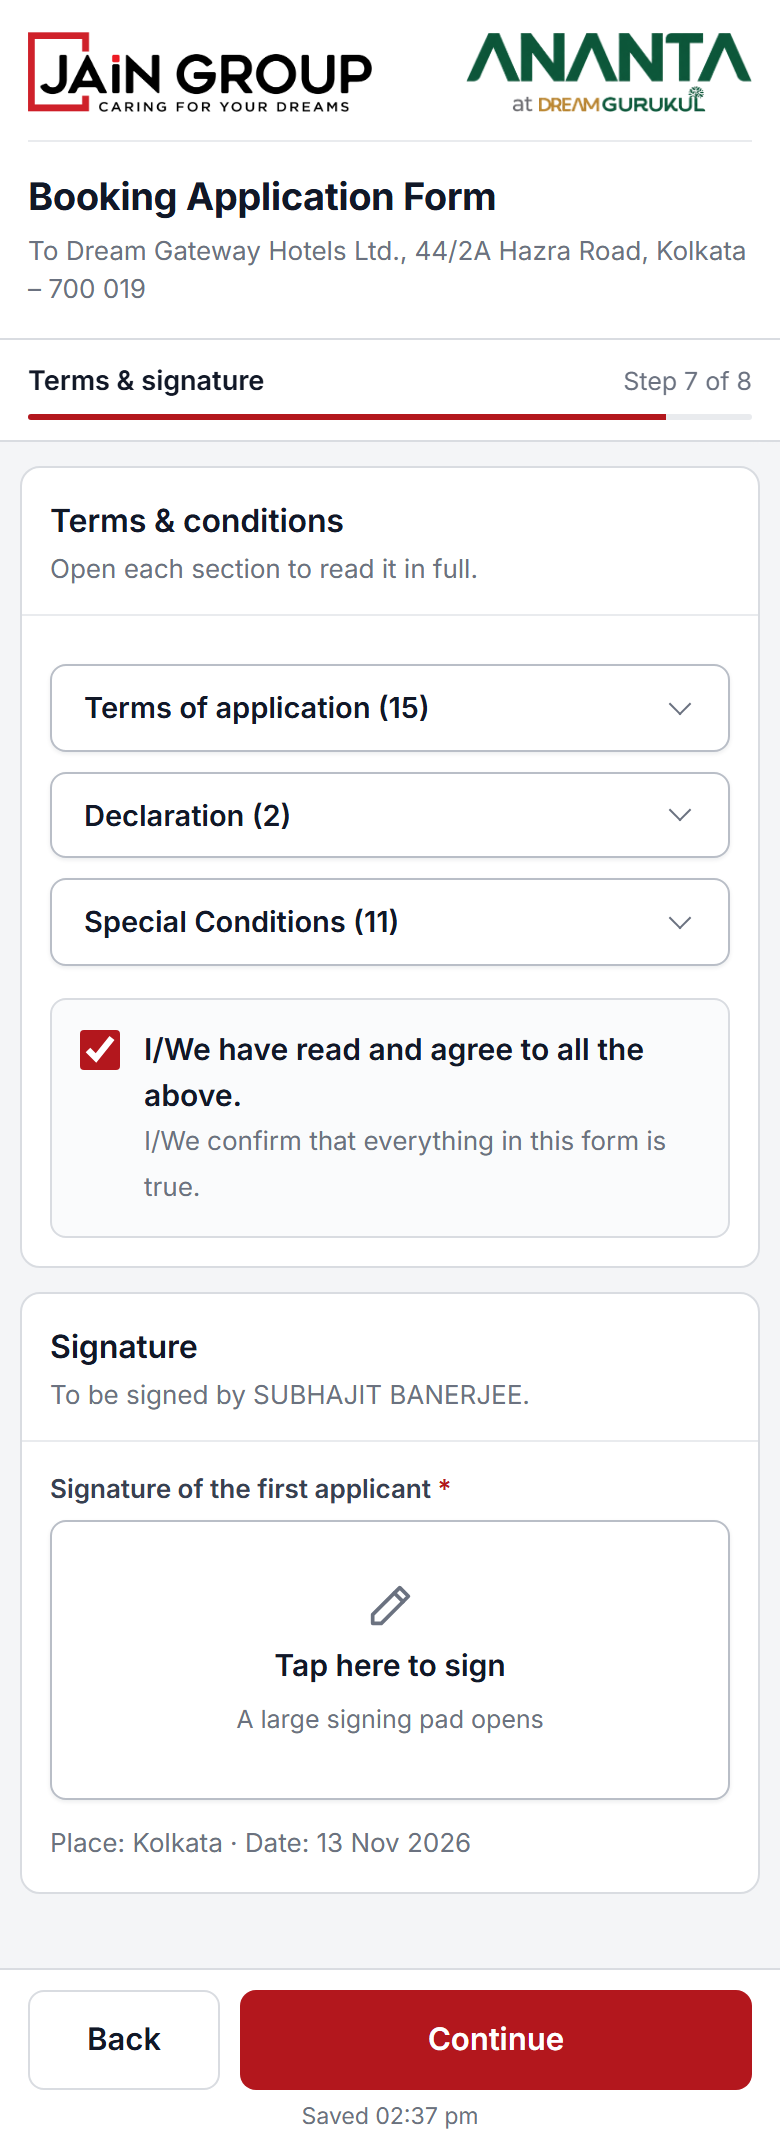 JAiN GROUP
CARING FOR YOUR DREAMS
ANANTA
at DREAM GURUKUL
Booking Application Form
To Dream Gateway Hotels Ltd., 44/2A Hazra Road, Kolkata
– 700 019
Terms & signature
Step 7 of 8
Terms & conditions
Open each section to read it in full.
Terms of application (15)
Declaration (2)
Special Conditions (11)
I/We have read and agree to all the
above.
I/We confirm that everything in this form is
true.
Signature
To be signed by SUBHAJIT BANERJEE.
Signature of the first applicant *
Tap here to sign
A large signing pad opens
Place: Kolkata · Date: 13 Nov 2026
Back
Continue
Saved 02:37 pm